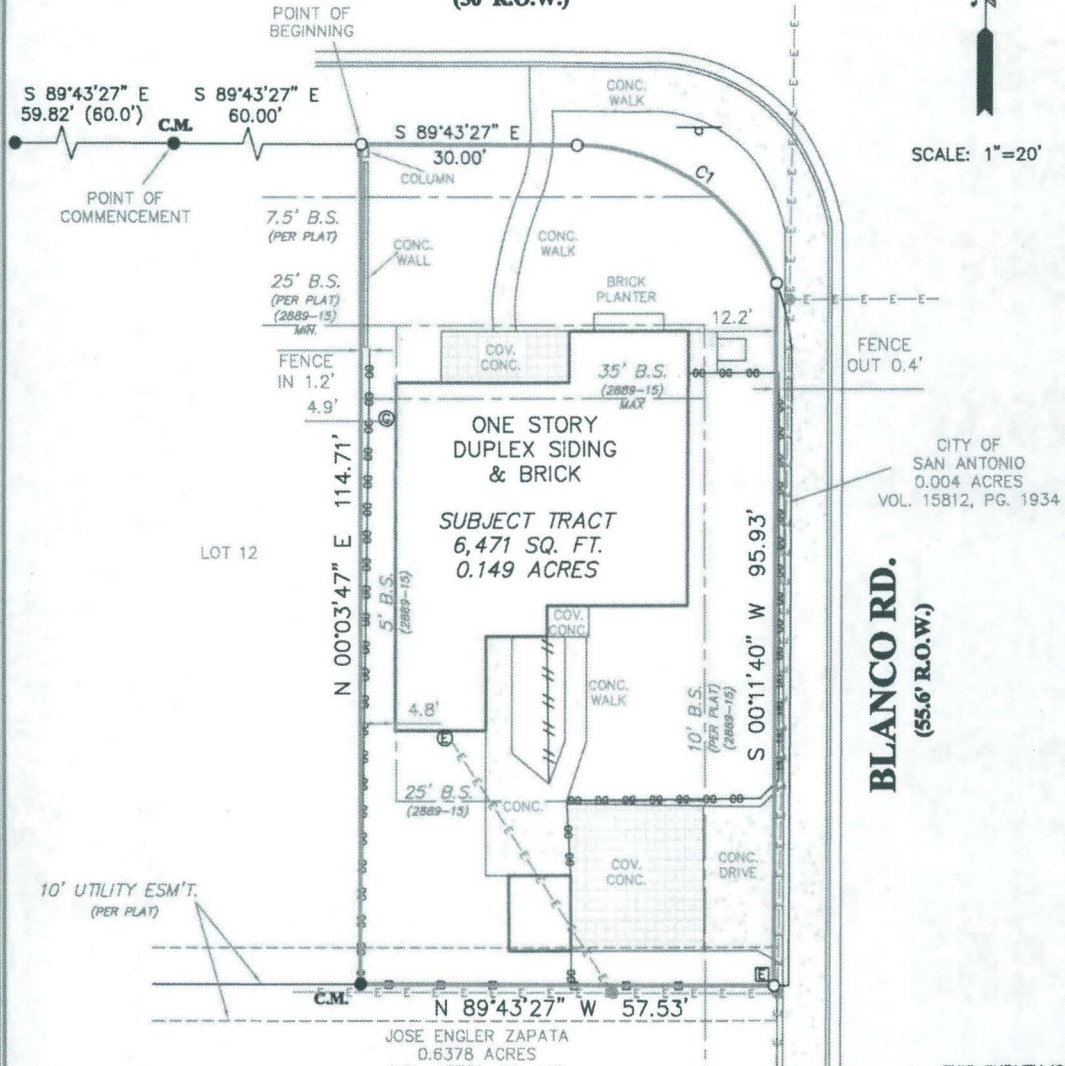 (50' R.O.W.)
POINT OF
BEGINNING
S 89°43'27" E
59.82' (60.0')
C.M.
S 89°43'27" E
60.00'
S 89°43'27" E
30.00'
COLUMN
CONC.
WALK
C1
SCALE: 1"=20'
POINT OF
COMMENCEMENT
7.5' B.S.
(PER PLAT)
CONC.
WALL
CONC.
WALK
25' B.S.
(PER PLAT)
(2889-15)
MIN.
BRICK
PLANTER
12.2'
FENCE
IN 1.2'
COV.
CONC.
35' B.S.
(2889-15)
MAX
FENCE
OUT 0.4'
4.9'
G
ONE STORY
DUPLEX SIDING
& BRICK
SUBJECT TRACT
6,471 SQ. FT.
0.149 ACRES
CITY OF
SAN ANTONIO
0.004 ACRES
VOL. 15812, PG. 1934
LOT 12
N 00°03'47" E 114.71'
5' B.S.
(2889-15)
S 00°11'40" W 95.93'
COV.
CONC.
CONC.
WALK
10' B.S.
(PER PLAT)
(2889-15)
BLANCO RD.
(55.6' R.O.W.)
4.8'
E
25' B.S.
(2889-15)
CONC.
COV.
CONC.
CONC.
DRIVE
10' UTILITY ESM'T.
(PER PLAT)
E
C.M.
N 89°43'27" W 57.53'
JOSE ENGLER ZAPATA
0.6378 ACRES